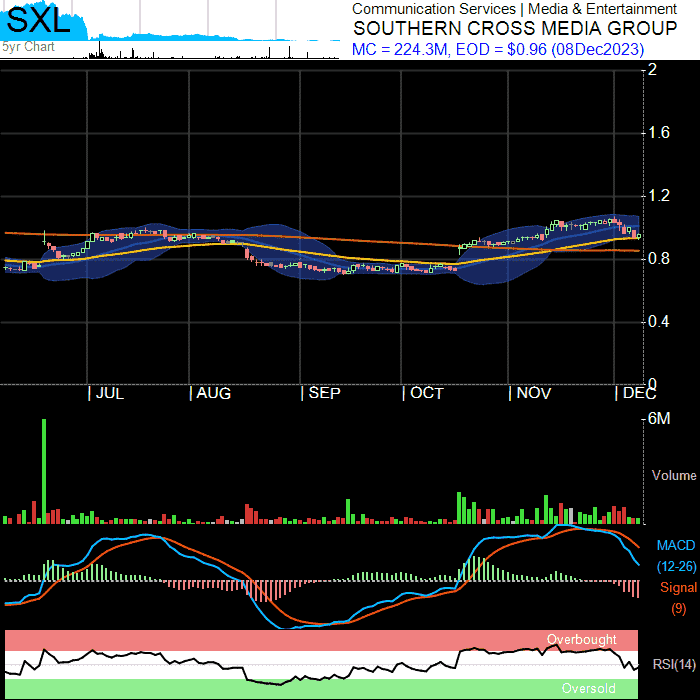 SXL
5yr Chart
Communication Services | Media & Entertainment
SOUTHERN CROSS MEDIA GROUP
MC = 224.3M, EOD = $0.96 (08Dec2023)
2
1.6
1.2
0.8
0.4
0
JUL AUG SEP OCT NOV DEC
6M
Volume
MACD
(12-26)
Signal
(9)
Overbought
RSI(14)
Oversold